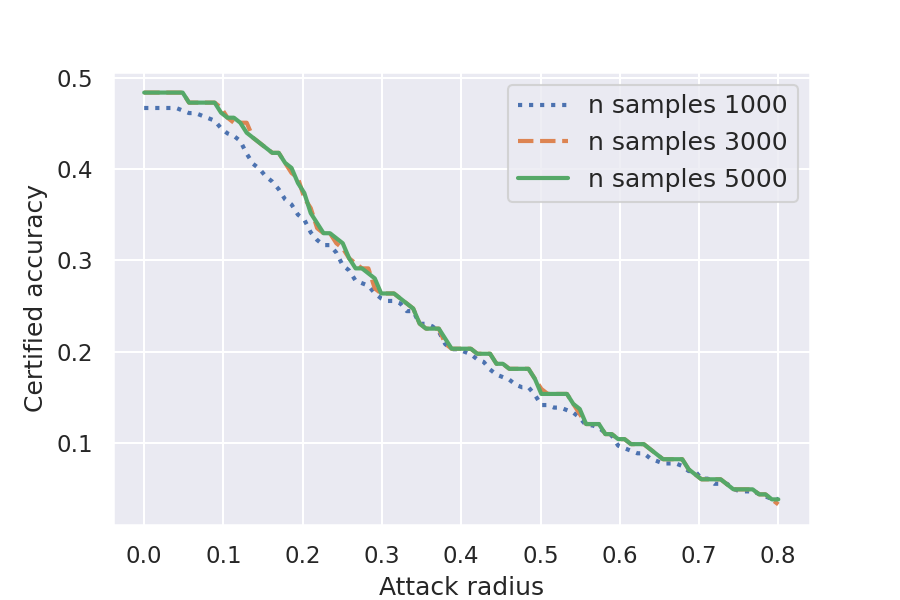 n samples 1000
n samples 3000
n samples 5000
0.5
0.4
0.3
0.2
0.1
Certified accuracy
0.0 0.1 0.2 0.3 0.4 0.5 0.6 0.7 0.8
Attack radius